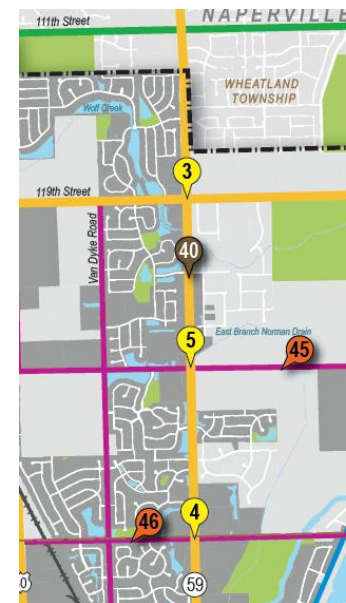 NAPERVILLE
111th Street
WHEATLAND
TOWNSHIP
Wolf Creek
3
119th Street
Van Dyke Road
40
East Branch Norman Drain
5
45
4
46
59